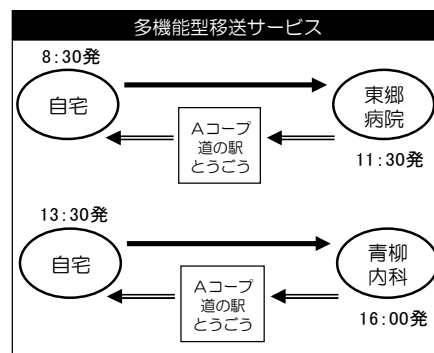 多機能型移送サービス
8:30発
自宅
東郷
病院
Aコープ
道の駅
とうごう
11:30発
13:30発
自宅
青柳
内科
Aコープ
道の駅
とうごう
16:00発